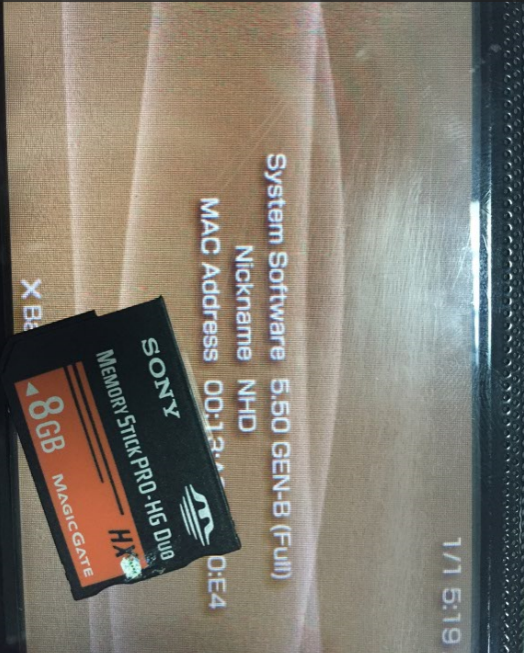 1/1 5:19
System Software 5.50 GEN-B (Full)
Nickname NHD
MAC Address 00:1 0:E4
X Ba
SONY
MEMORY STICK PRO-HG DUO
HX
8GB MAGICGATE